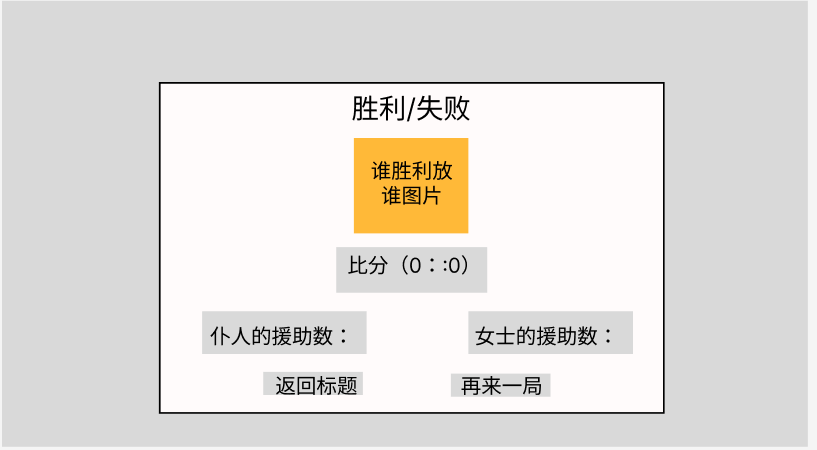 胜利/失败
谁胜利放
谁图片
比分（0：:0）
仆人的援助数：
女士的援助数：
返回标题
再来一局